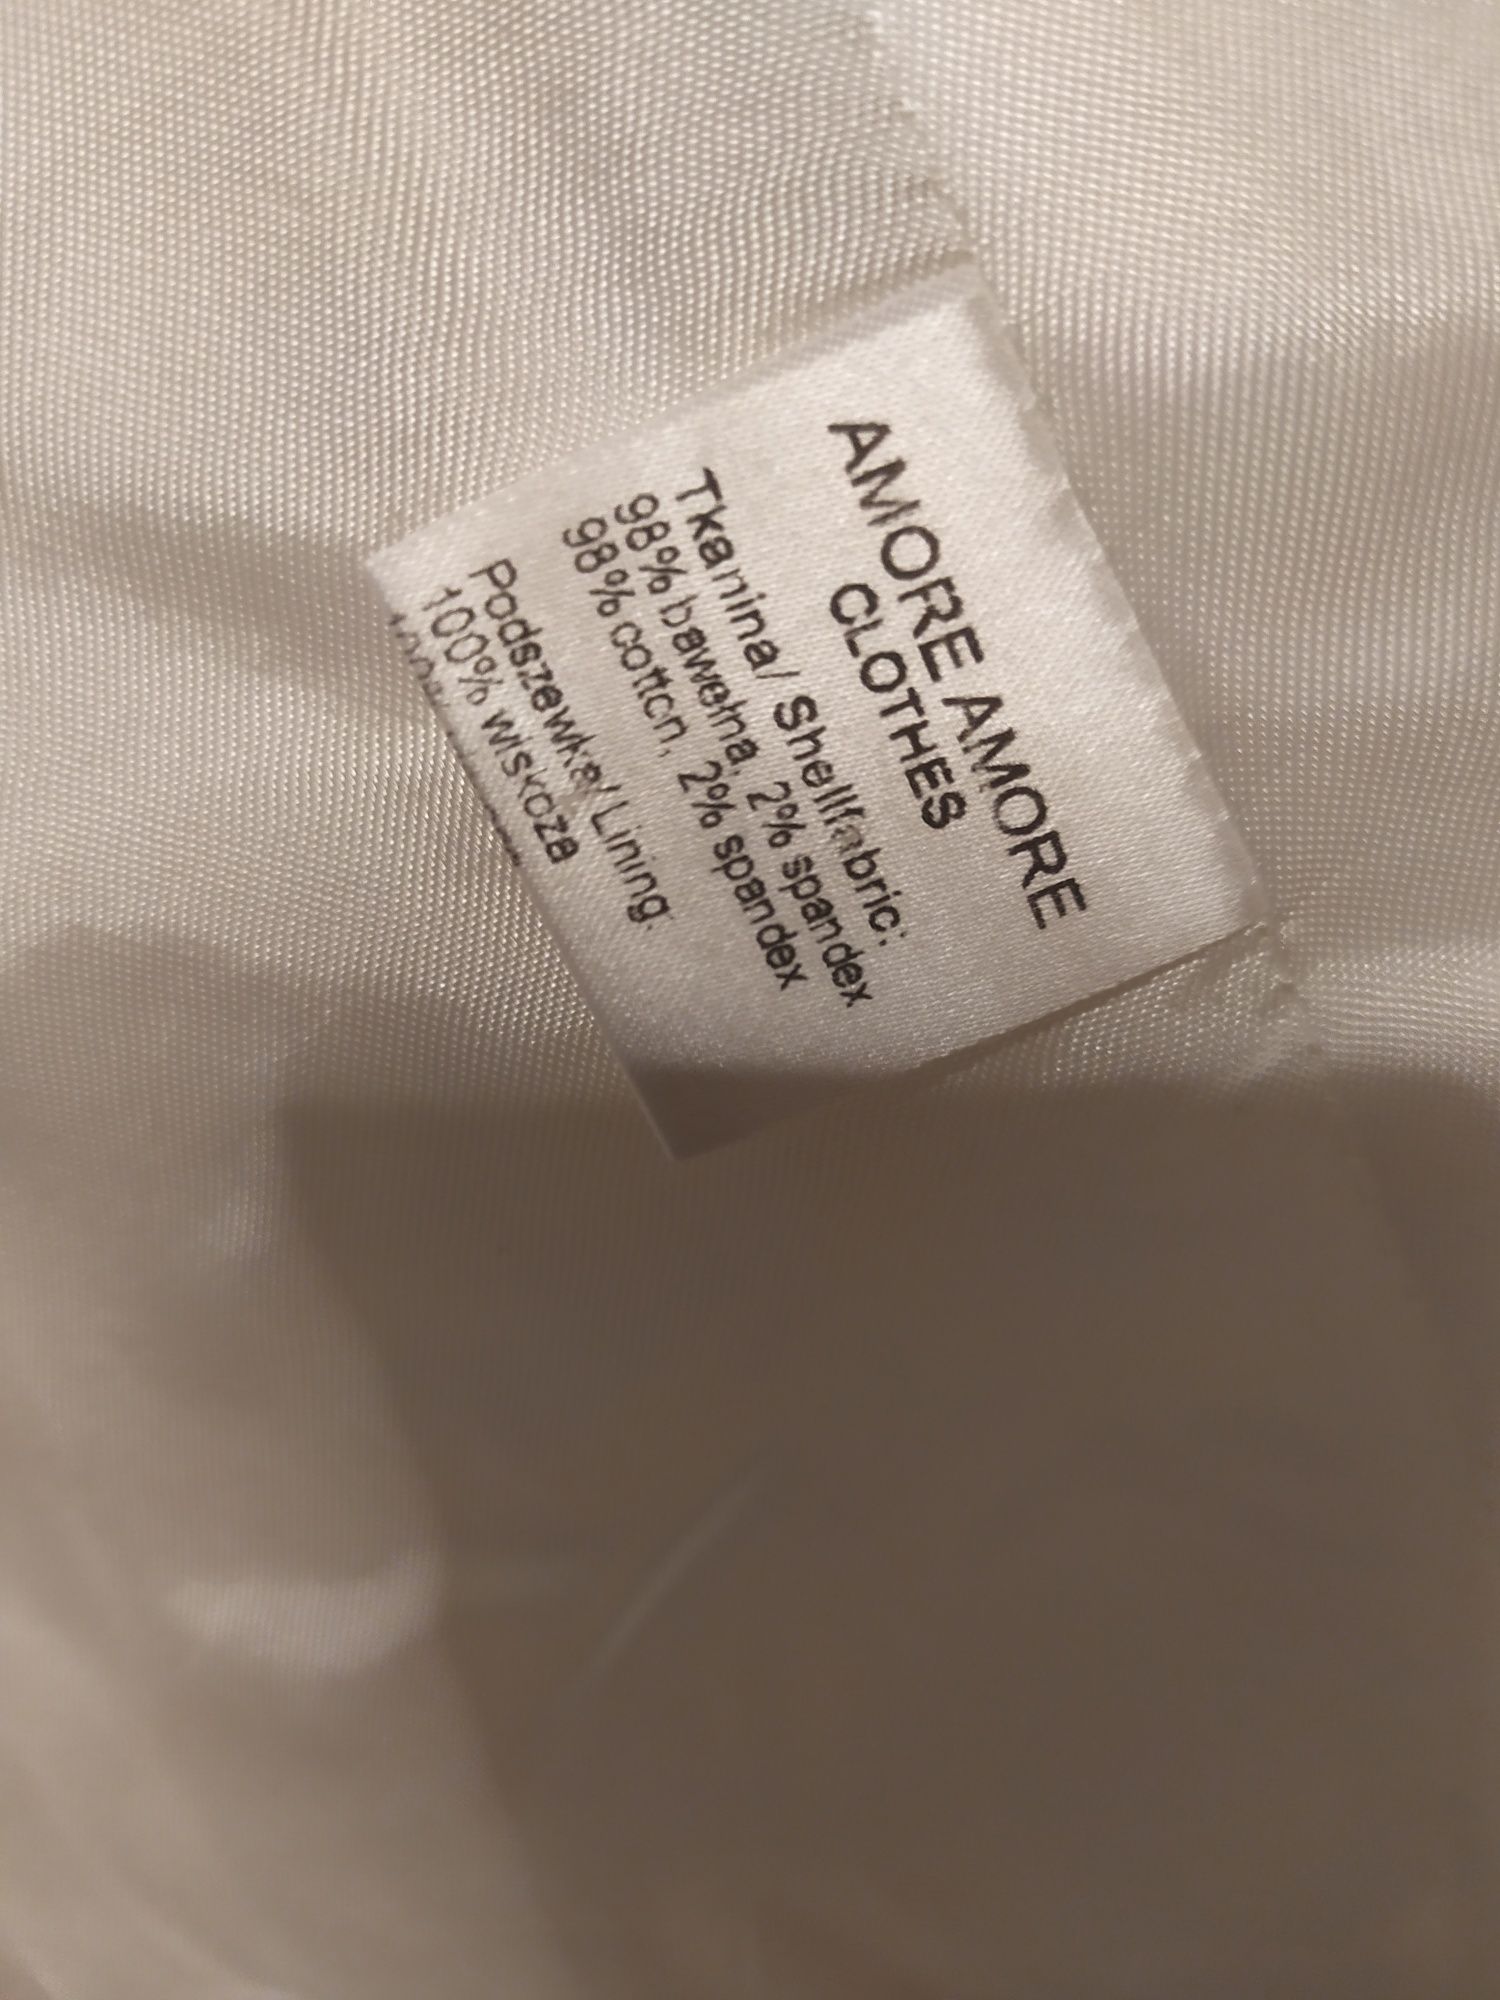 AMORE AMORE
CLOTHES
Tkanina/ Shellfabric:
98% bawełna, 2% spandex
98% cotton, 2% spandex
Podszewka/ Lining:
100% wiskoza